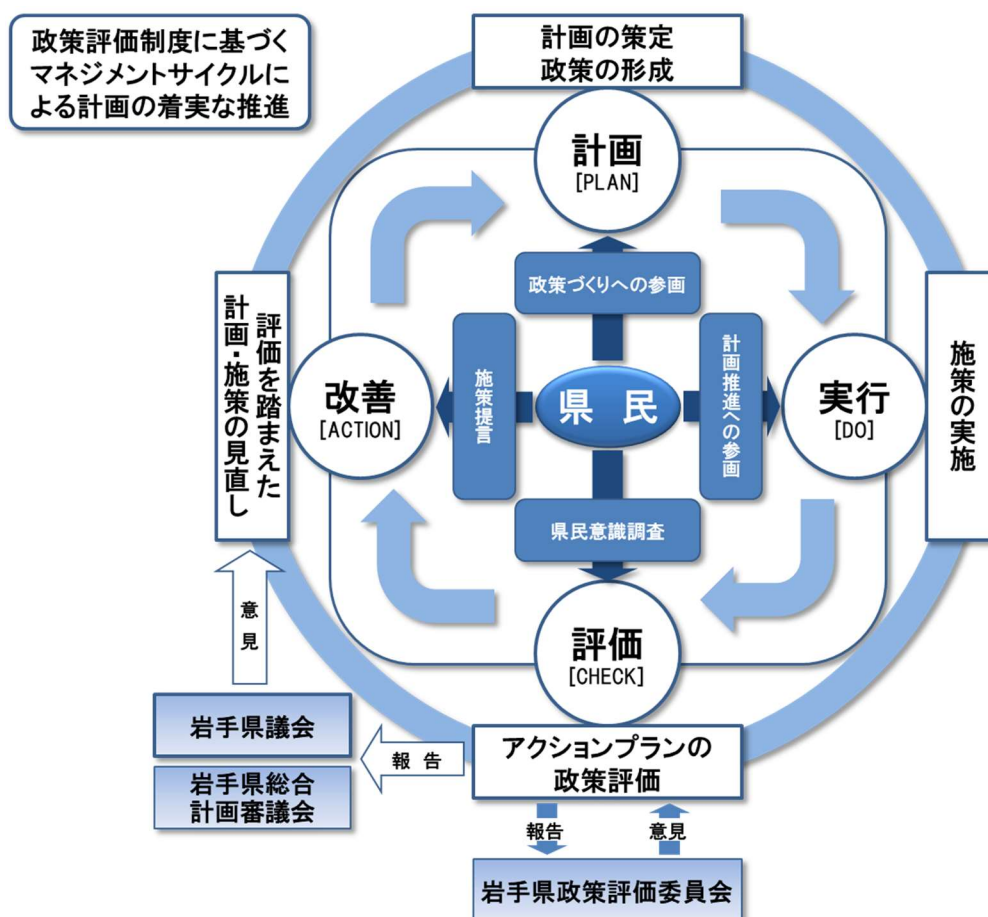 政策評価制度に基づく
マネジメントサイクルに
よる計画の着実な推進
計画の策定
政策の形成
計画
[PLAN]
政策づくりへの参画
評価を踏まえた
計画・施策の見直し
改善
[ACTION]
施策提言
県 民
計画推進への参画
実行
[DO]
施策の実施
県民意識調査
評価
[CHECK]
意見
岩手県議会
岩手県総合
計画審議会
報 告
アクションプランの
政策評価
報告
意見
岩手県政策評価委員会